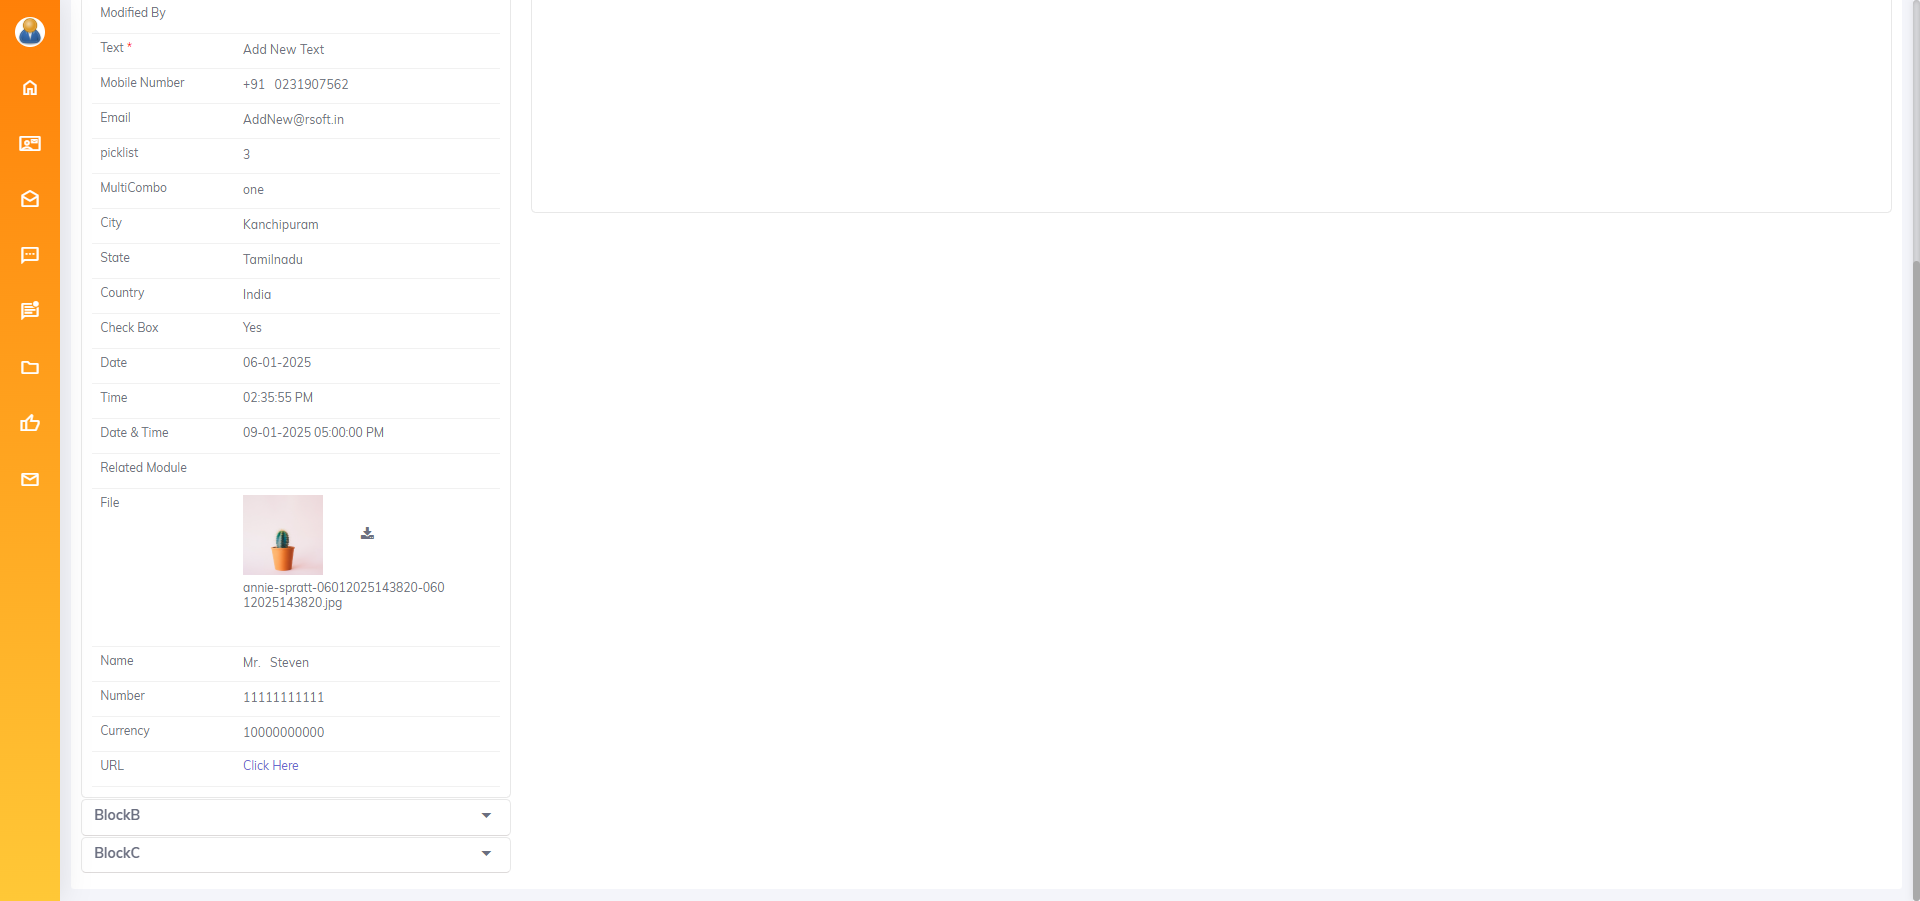 Modified By
Text *
Add New Text
Mobile Number
+91 0231907562
Email
AddNew@rsoft.in
picklist
3
MultiCombo
one
City
Kanchipuram
State
Tamilnadu
Country
India
Check Box
Yes
Date
06-01-2025
Time
02:35:55 PM
Date & Time
09-01-2025 05:00:00 PM
Related Module
File
annie-spratt-06012025143820-060
12025143820.jpg
Name
Mr. Steven
Number
11111111111
Currency
10000000000
URL
Click Here
BlockB
BlockC